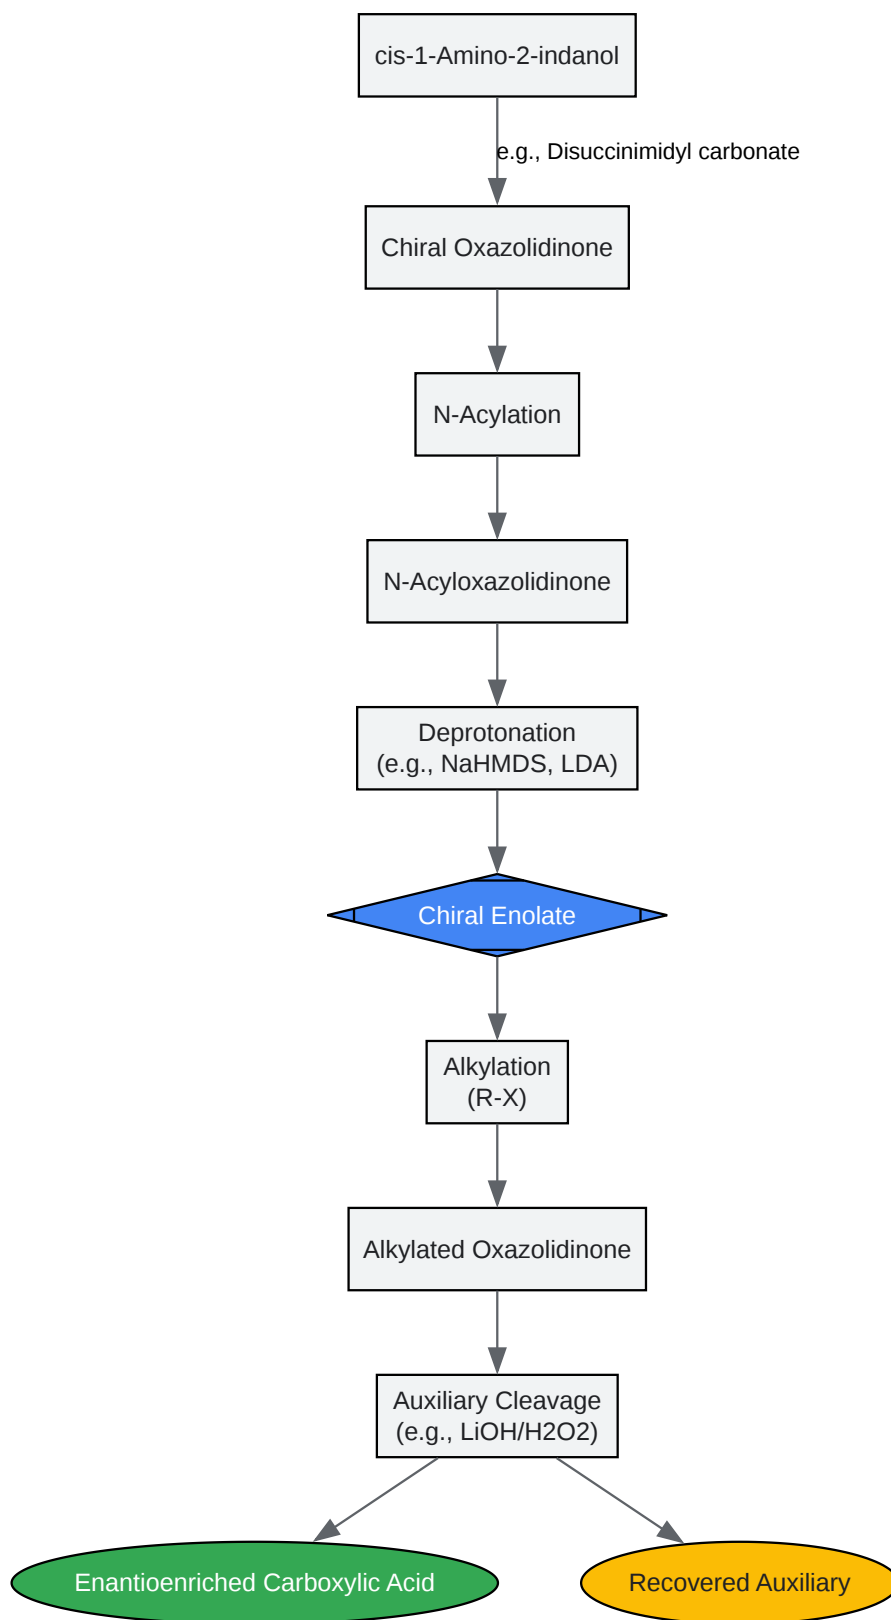 cis-1-Amino-2-indanol
e.g., Disuccinimidyl carbonate
Chiral Oxazolidinone
N-Acylation
N-Acyloxazolidinone
Deprotonation
(e.g., NaHMDS, LDA)
Chiral Enolate
Alkylation
(R-X)
Alkylated Oxazolidinone
Auxiliary Cleavage
(e.g., LiOH/H2O2)
Enantioenriched Carboxylic Acid
Recovered Auxiliary